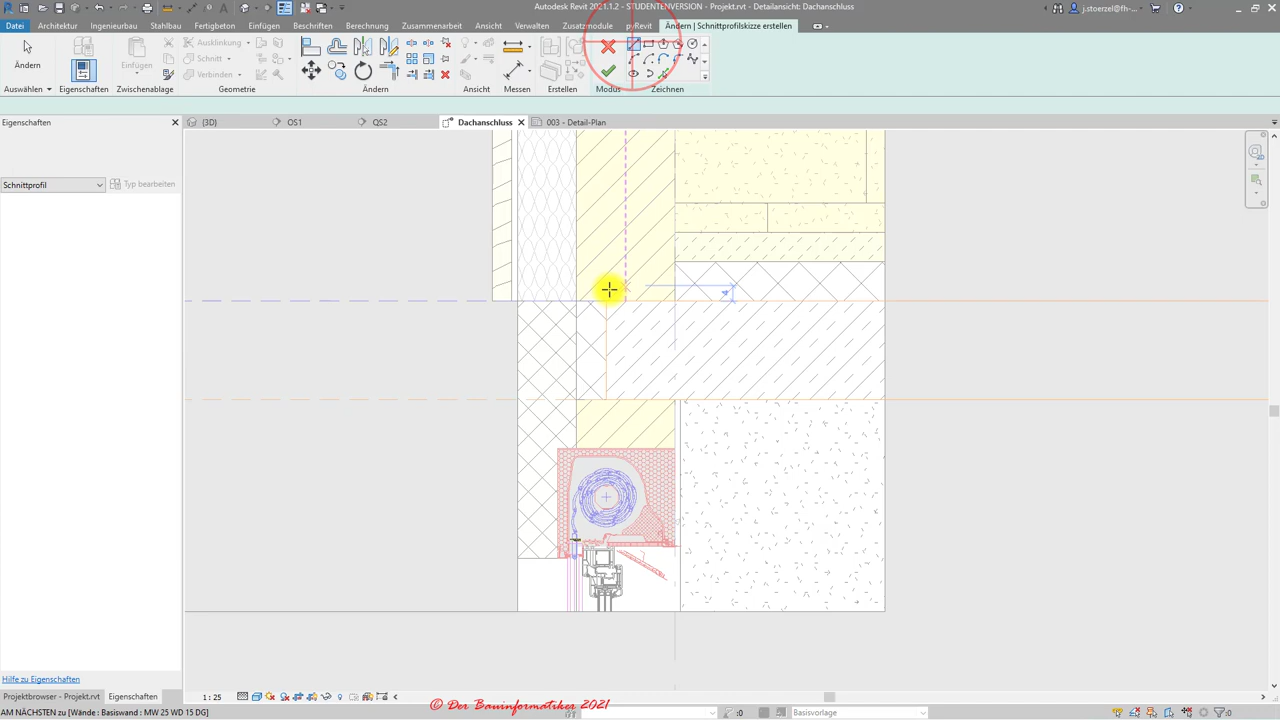 Autodesk Revit 2021.1.2 - STUDENTENVERSION - Projekt.rvt - Detailansicht: Dachanschluss
j.stoerzel@fh-...
Datei Architektur Ingenieurbau Stahlbau Fertigbeton Einfügen Beschriften Berechnung Zusammenarbeit Ansicht Verwalten Zusatzmodule pyRevit Ändern | Schnittprofilskizze erstellen
Ändern Eigenschaften Einfügen Ausklinkung
Schnitt
Verbinden
Auswählen Eigenschaften Zwischenablage Geometrie Ändern Ansicht Messen Erstellen Modus Zeichnen
Eigenschaften
{3D} OS1 QS2 Dachanschluss 003 - Detail-Plan
Schnittprofil Typ bearbeiten
4
Hilfe zu Eigenschaften
Projektbrowser - Projekt.rvt Eigenschaften 1 : 25
© Der Bauinformatiker 2021
AM NÄCHSTEN zu [Wände : Basiswand : MW 25 WD 15 DG] :0 Basisvorlage :0